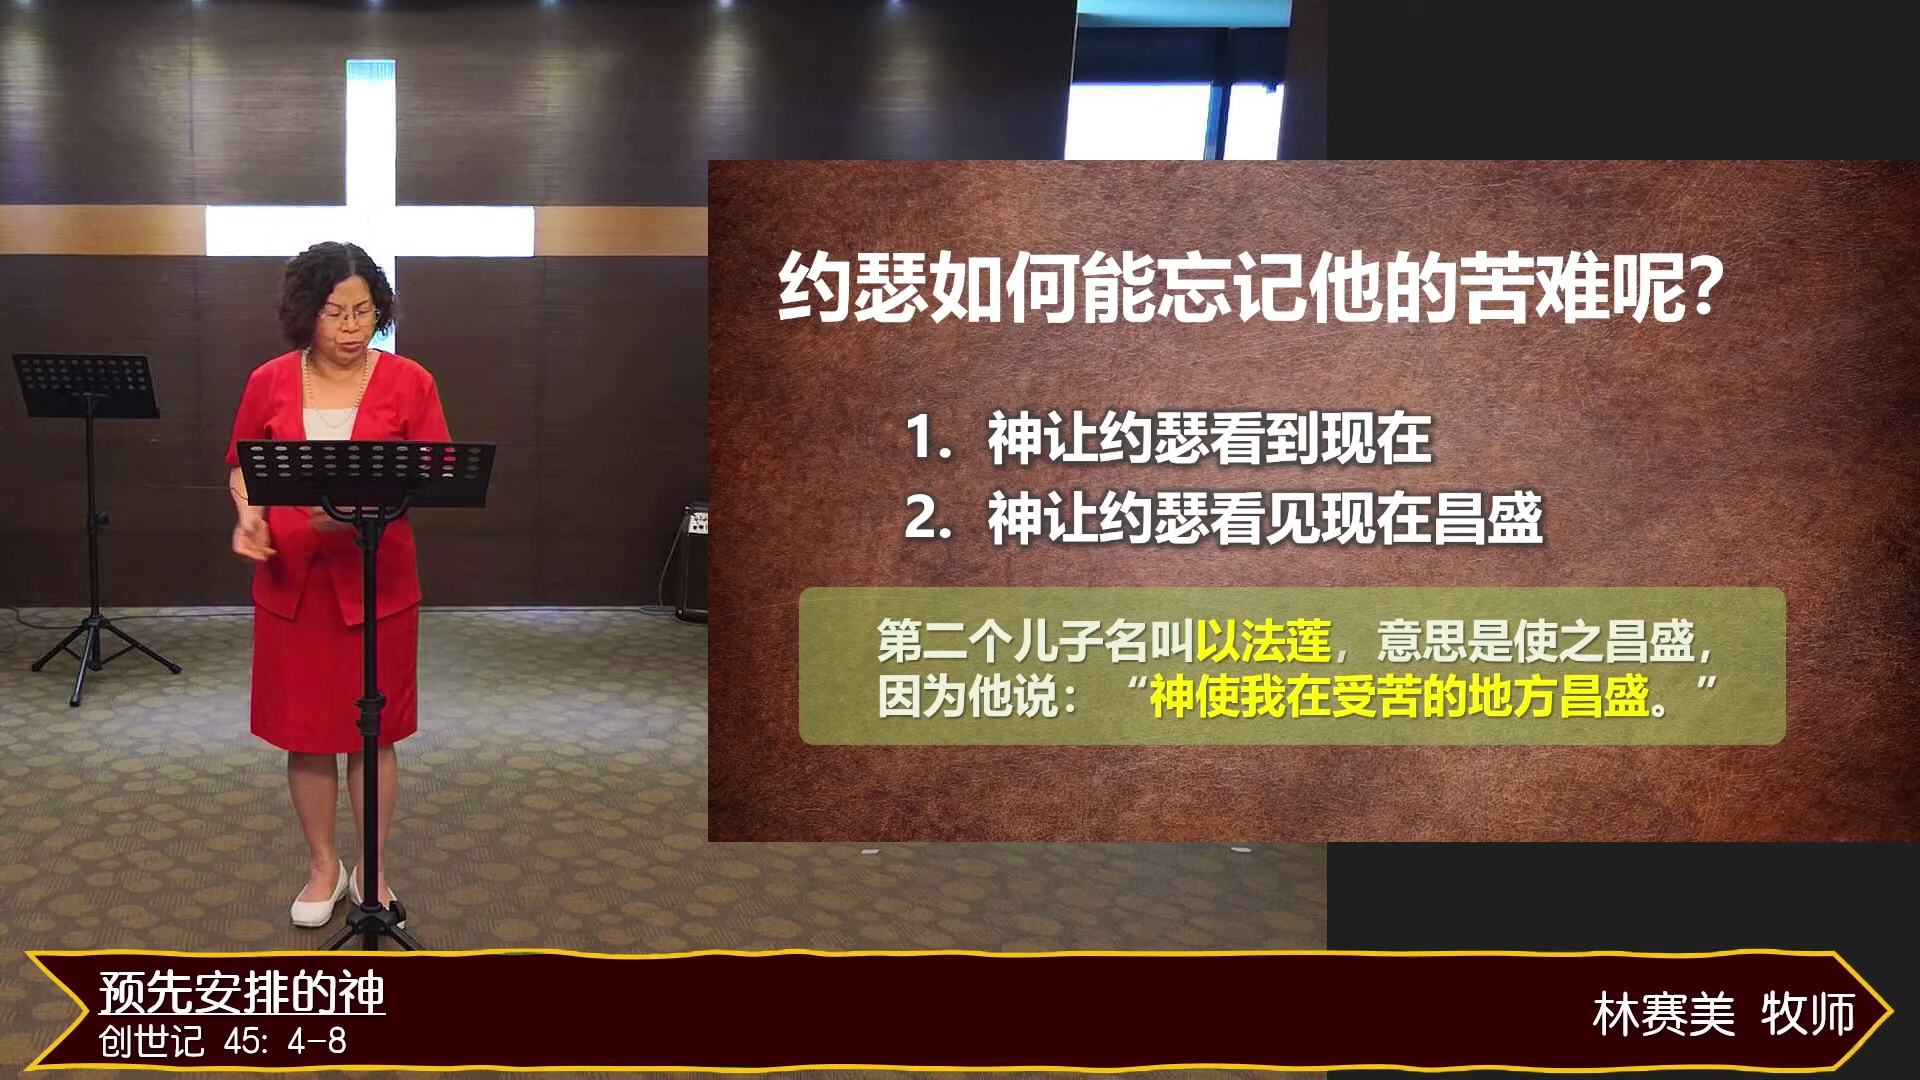 约瑟如何能忘记他的苦难呢?
1. 神让约瑟看到现在
2. 神让约瑟看见现在昌盛
第二个儿子名叫以法莲，意思是使之昌盛，
因为他说：“神使我在受苦的地方昌盛。”
预先安排的神
创世记 45: 4-8
林赛美 牧师